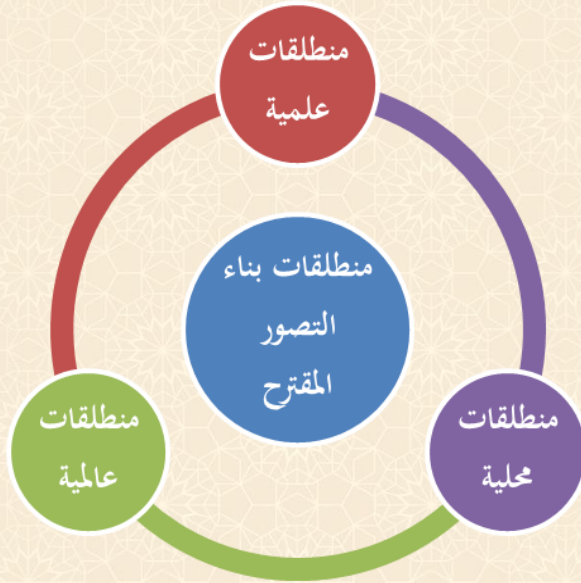 منطلقات
علمية
منطلقات بناء
التصور
المقترح
منطلقات
محلية
منطلقات
عالمية